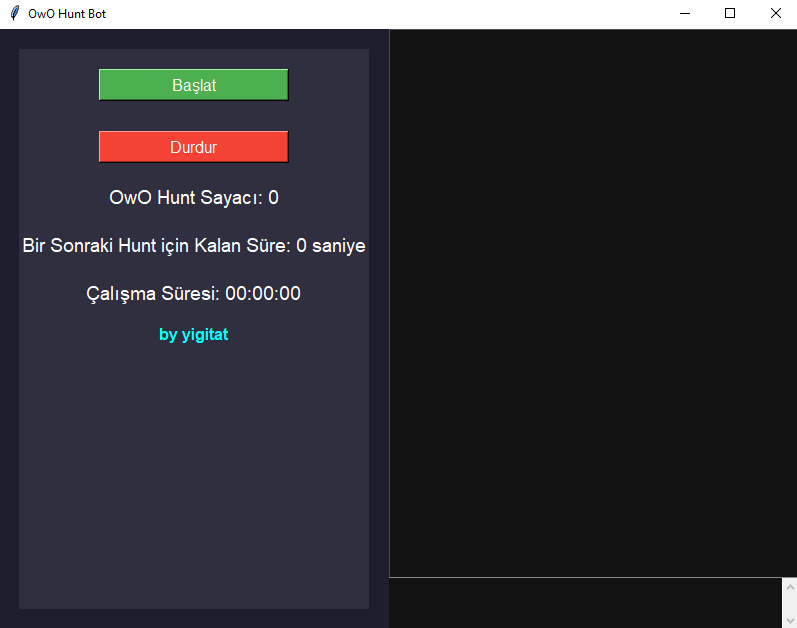 OwO Hunt Bot
Başlat
Durdur
OwO Hunt Sayacı: 0
Bir Sonraki Hunt için Kalan Süre: 0 saniye
Çalışma Süresi: 00:00:00
by yigitat